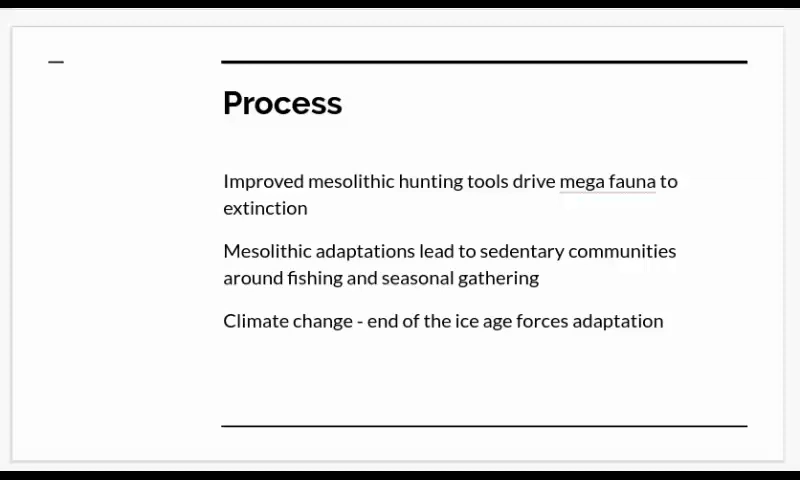 Process
Improved mesolithic hunting tools drive mega fauna to
extinction
Mesolithic adaptations lead to sedentary communities
around fishing and seasonal gathering
Climate change - end of the ice age forces adaptation